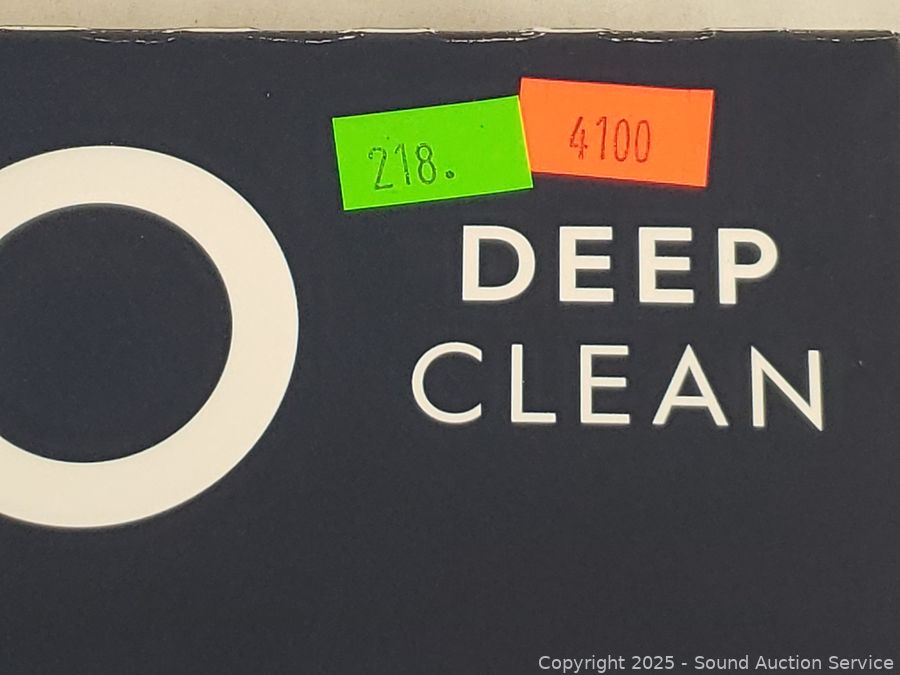 218.
4100
DEEP
CLEAN
Copyright 2025 - Sound Auction Service